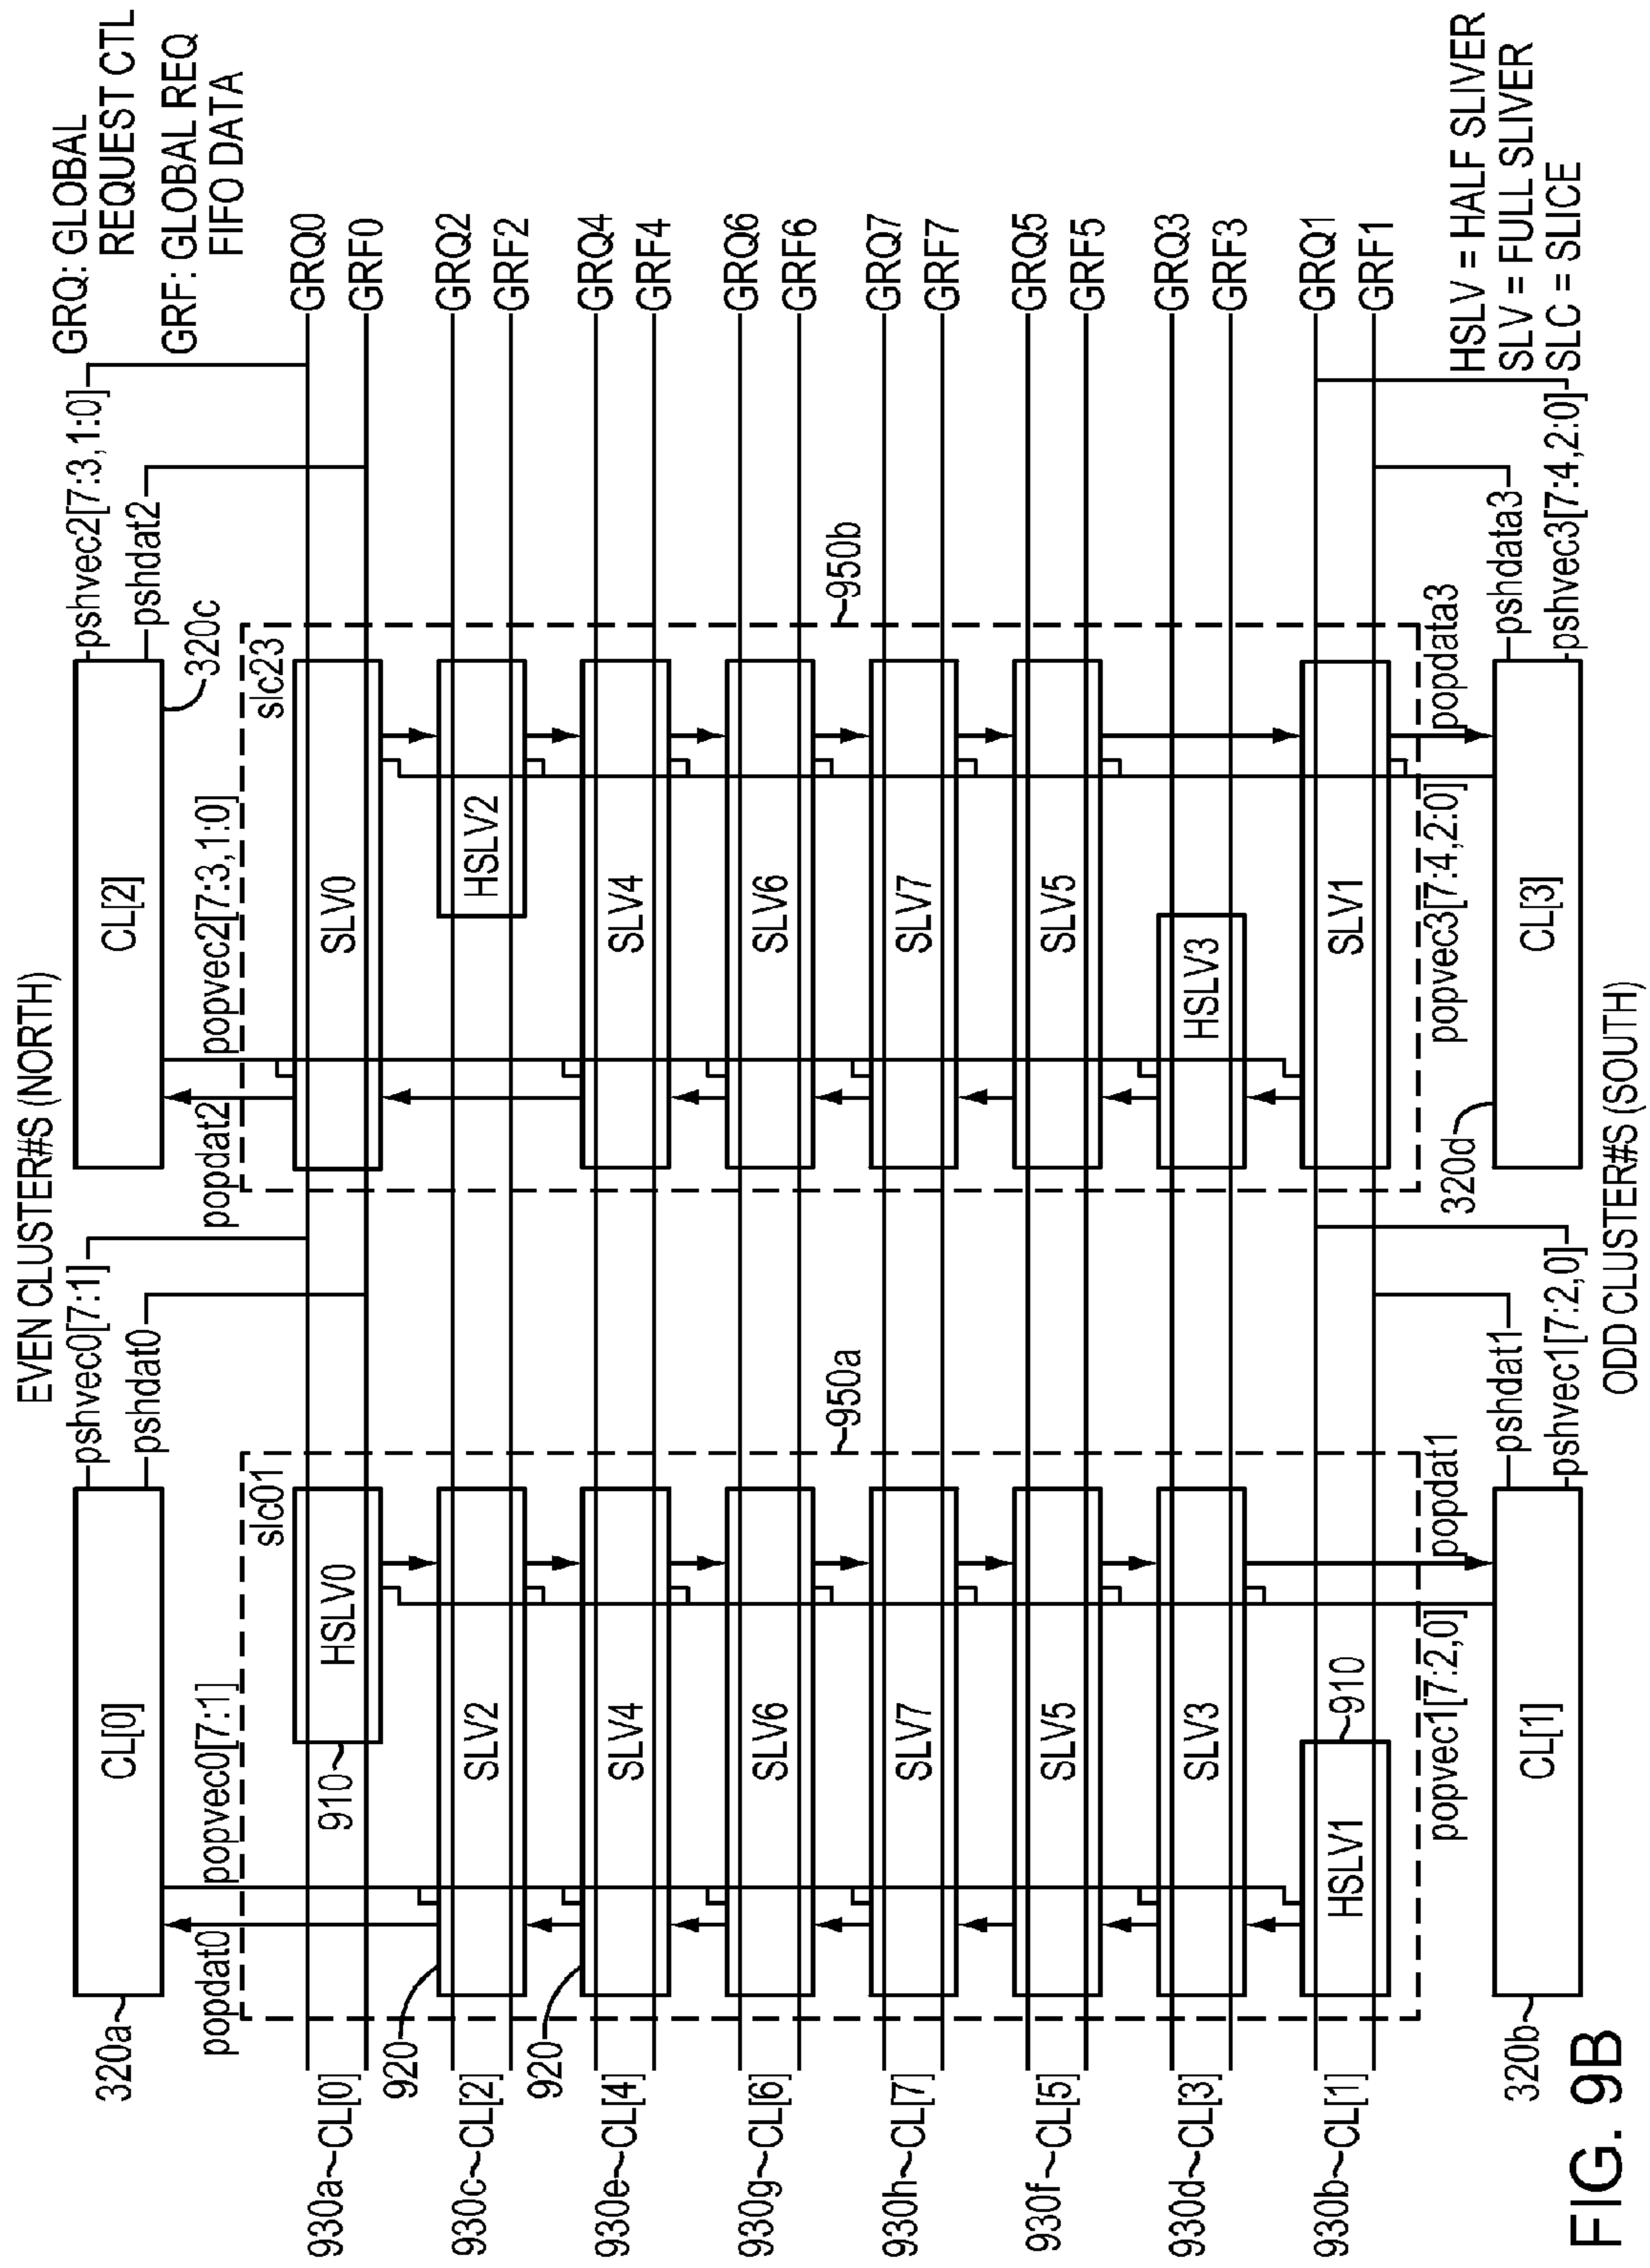 EVEN CLUSTER#S (NORTH)
GRQ: GLOBAL
REQUEST CTL
GRF: GLOBAL REQ
FIFO DATA
320a
CL[0]
pshvec0[7:1]
pshdat0
CL[2]
320c
pshvec2[7:3,1:0]
pshdat2
popdat0
popvec0[7:1]
popdat2
popvec2[7:3,1:0]
slc01
slc23
930a
CL[0]
910
HSLV0
SLV0
GRQ0
GRF0
920
930c
CL[2]
SLV2
HSLV2
GRQ2
GRF2
920
930e
CL[4]
SLV4
SLV4
GRQ4
GRF4
930g
CL[6]
SLV6
SLV6
GRQ6
GRF6
950a
950b
930h
CL[7]
SLV7
SLV7
GRQ7
GRF7
930f
CL[5]
SLV5
SLV5
GRQ5
GRF5
930d
CL[3]
SLV3
HSLV3
GRQ3
GRF3
930b
CL[1]
HSLV1
910
SLV1
GRQ1
GRF1
popvec1[7:2,0]
popdat1
popvec3[7:4,2:0]
popdata3
320b
CL[1]
pshdat1
pshvec1[7:2,0]
320d
CL[3]
pshdata3
pshvec3[7:4,2:0]
HSLV = HALF SLIVER
SLV = FULL SLIVER
SLC = SLICE
ODD CLUSTER#S (SOUTH)
FIG. 9B